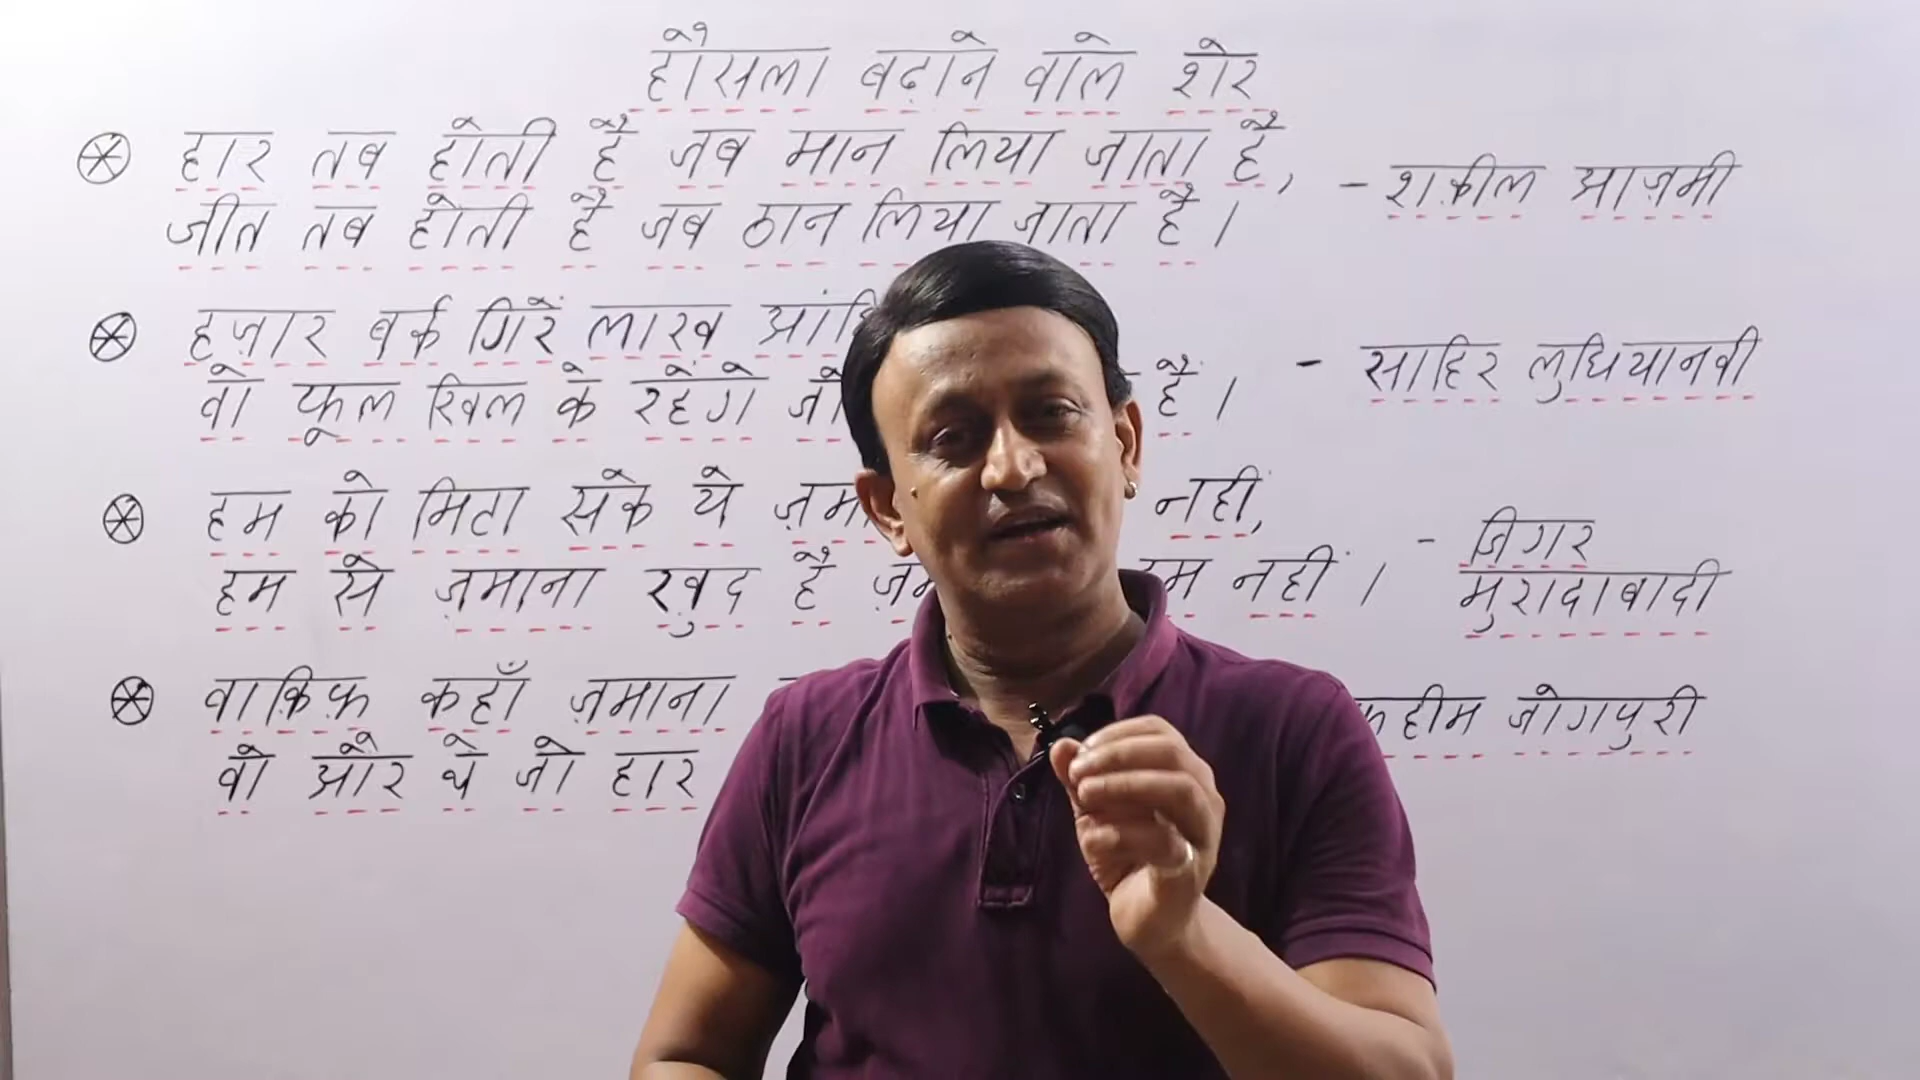 हौसला बढ़ाने वाले शेर
हार तब होती है जब मान लिया जाता है,
जीत तब होती है जब ठान लिया जाता है।
- शकील आज़मी
हज़ार बर्क गिरें लाख
वो फूल खिल के रहेंगे जो है।
- साहिर लुधियानवी
हम को मिटा सके ये नहीं,
हम से ज़माना ख़ुद है नहीं।
- जिगर
मुरादाबादी
वाक़िफ़ कहाँ ज़माना
वो और थे जो हार
जोगपुरी